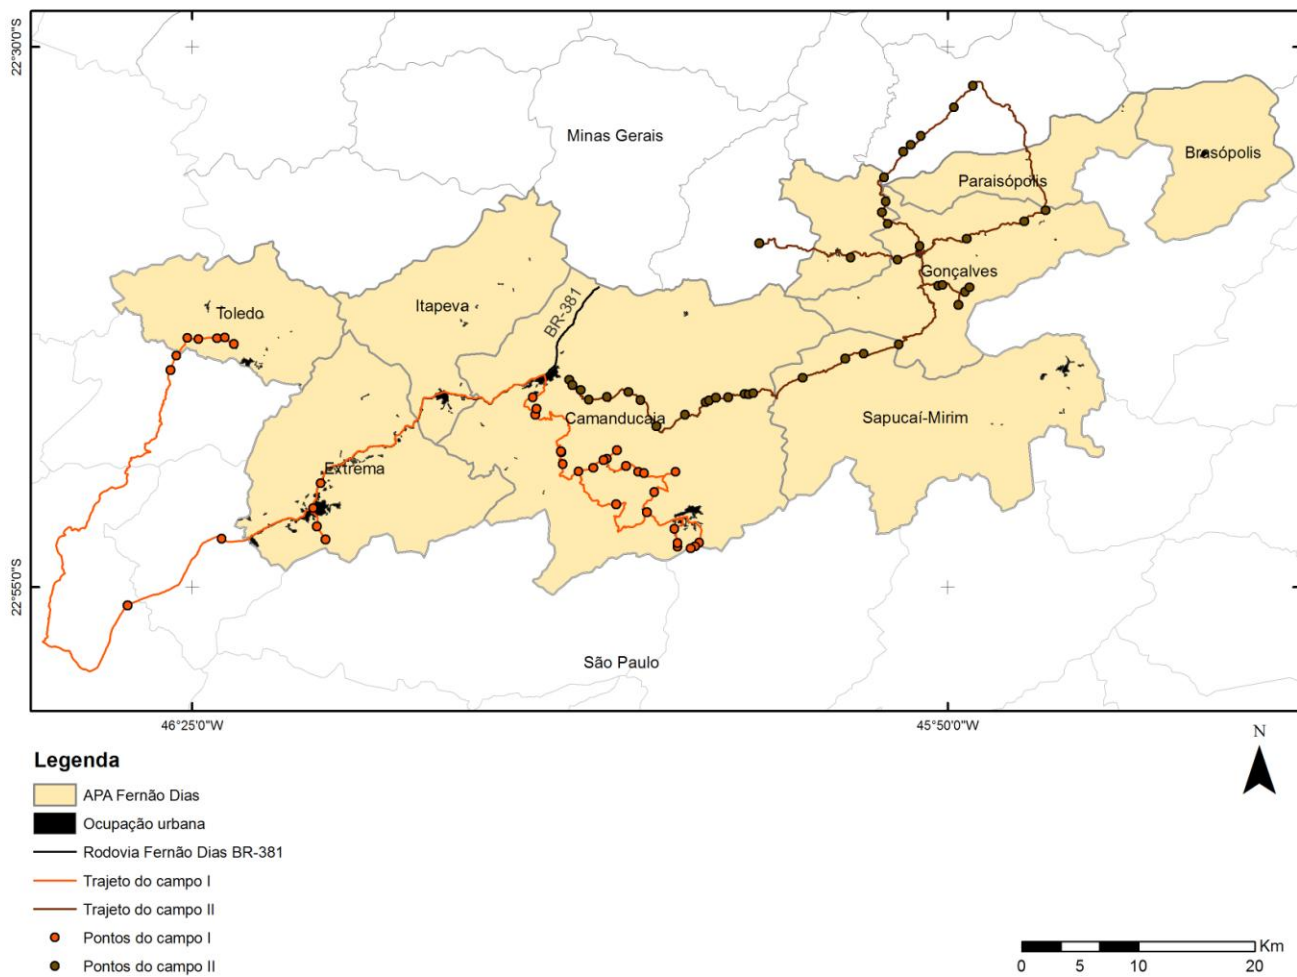 22°30'0"S
Minas Gerais
Brasópolis
Paraisópolis
Gonçalves
Toledo
Itapeva
BR-381
Camanducaia
Sapucaí-Mirim
Extrema
22°55'0"S
São Paulo
46°25'0"W
45°50'0"W
Legenda
APA Fernão Dias
Ocupação urbana
Rodovia Fernão Dias BR-381
Trajeto do campo I
Trajeto do campo II
Pontos do campo I
Pontos do campo II
N
Km
0 5 10 20